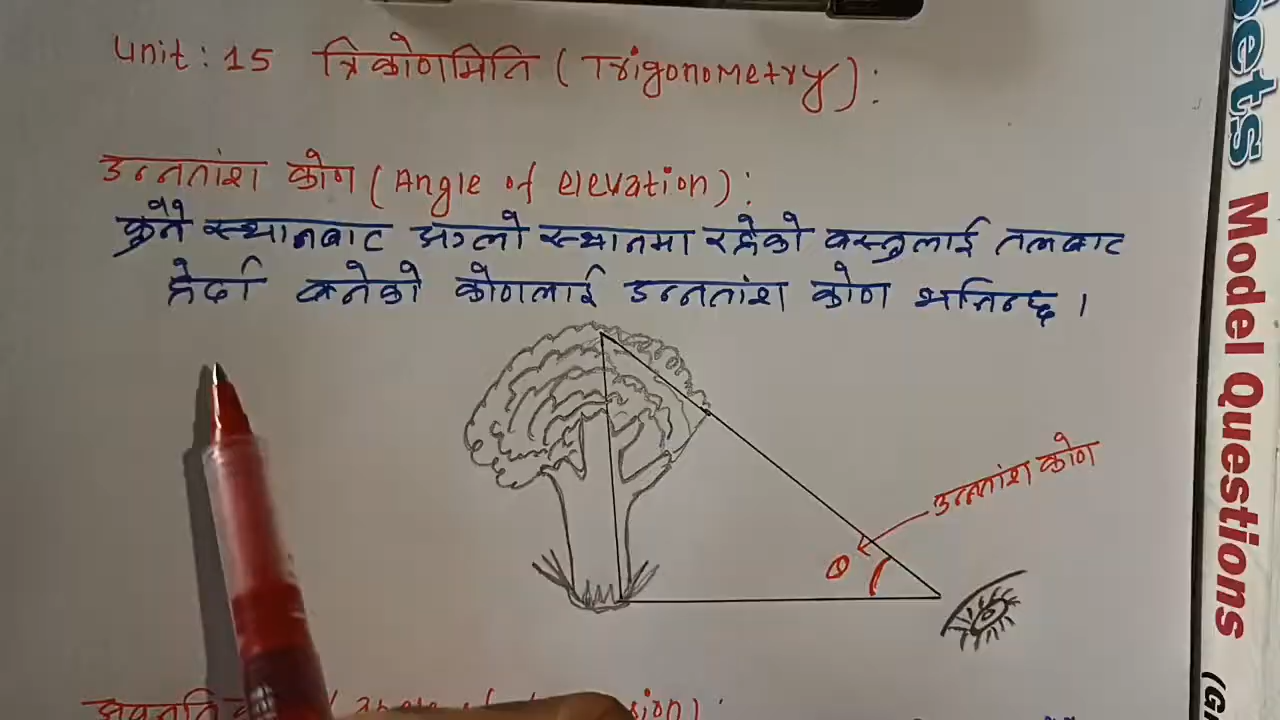 Unit : 15 त्रिकोणमिति ( Trigonometry ) :
उन्नतांश कोण ( Angle of elevation ) :
कुनै स्थानबाट अग्लो स्थानमा रहेको वस्तुलाई तलबाट
हेर्दा बनेको कोणलाई उन्नतांश कोण भनिन्छ ।
उन्नतांश कोण
θ
ets Model Questions